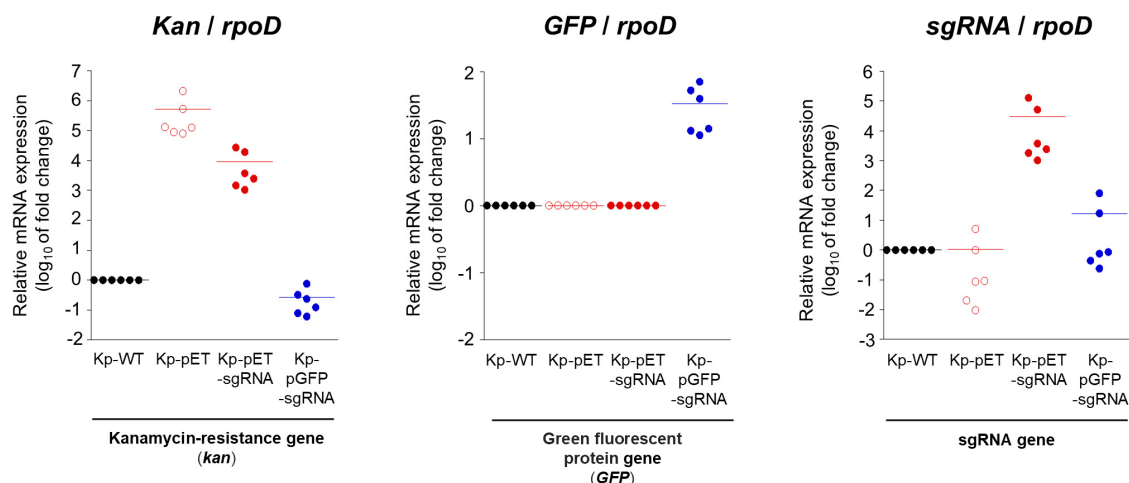 Kan / rpoD
Relative mRNA expression
(log10 of fold change)
7
6
5
4
3
2
1
0
-1
-2
Kp-WT
Kp-pET
Kp-pET
-sgRNA
Kp-
pGFP
-sgRNA
Kanamycin-resistance gene
(kan)
GFP / rpoD
Relative mRNA expression
(log10 of fold change)
2
1
0
-1
-2
Kp-WT
Kp-pET
Kp-pET
-sgRNA
Kp-
pGFP
-sgRNA
Green fluorescent
protein gene
(GFP)
sgRNA / rpoD
Relative mRNA expression
(log10 of fold change)
6
5
4
3
2
1
0
-1
-2
-3
Kp-WT
Kp-pET
Kp-pET
-sgRNA
Kp-
pGFP
-sgRNA
sgRNA gene